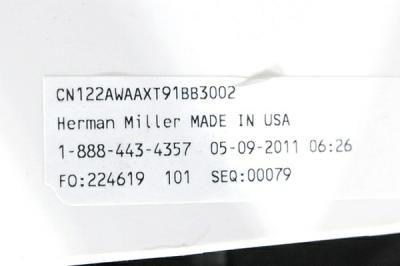 CN122AWAAXT91BB3002
Herman Miller MADE IN USA
1-888-443-4357 05-09-2011 06:26
FO:224619 101 SEQ:00079